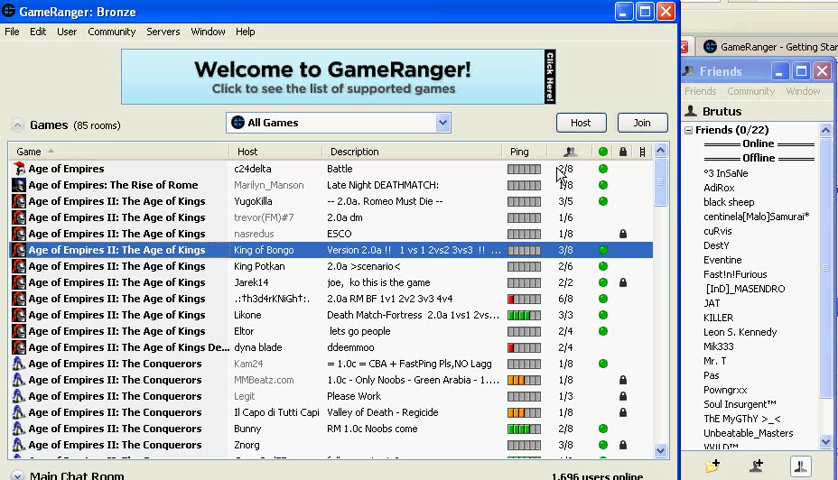 GameRanger: Bronze
File Edit User Community Servers Window Help
Welcome to GameRanger!
Click to see the list of supported games
Click Here!
Games (85 rooms)
All Games
Host
Join
Game Host Description Ping
Age of Empires c24delta Battle 2/8
Age of Empires: The Rise of Rome Marilyn_Manson Late Night DEATHMATCH: 1/8
Age of Empires II: The Age of Kings YugoKilla -- 2.0a. Romeo Must Die -- 3/5
Age of Empires II: The Age of Kings trevor(FM)#7 2.0a dm 1/6
Age of Empires II: The Age of Kings nasredus ESCO 1/8
Age of Empires II: The Age of Kings King of Bongo Version 2.0a !! 1 vs 1 2vs2 3vs3 !! ... 3/8
Age of Empires II: The Age of Kings King Potkan 2.0a >scenario< 2/6
Age of Empires II: The Age of Kings Jarek14 joe, ko this is the game 2/2
Age of Empires II: The Age of Kings .:†h3d4rKNiGh†:. 2.0a RM BF 1v1 2v2 3v3 4v4 6/8
Age of Empires II: The Age of Kings Likone Death Match-Fortress 2.0a 1vs1 2vs... 3/3
Age of Empires II: The Age of Kings Eltor lets go people 2/4
Age of Empires II: The Age of Kings De... dyna blade ddeemmoo 2/4
Age of Empires II: The Conquerors Kam24 = 1.0c = CBA + FastPing Pls,NO Lagg 1/8
Age of Empires II: The Conquerors MMBeatz.com 1.0c - Only Noobs - Green Arabia - 1.... 1/8
Age of Empires II: The Conquerors Legit Please Work 1/3
Age of Empires II: The Conquerors Il Capo di Tutti Capi Valley of Death - Regicide 1/8
Age of Empires II: The Conquerors Bunny RM 1.0c Noobs come 2/8
Age of Empires II: The Conquerors Znorg 3/8
Main Chat Room
1,696 users online
GameRanger - Getting Star
Friends
Friends Community Window
Brutus
Friends (0/22)
Online
Offline
°3 InSaNe
AdiRox
black sheep
centinela[Malo]Samurai*
cuRvis
DestY
Eventine
Fast!n!Furious
[InD]_MASENDRO
JAT
KILLER
Leon S. Kennedy
Mik333
Mr. T
Pas
Powngrxx
Soul Insurgent™
ThE MyGThY >_<
Unbeatable_Masters